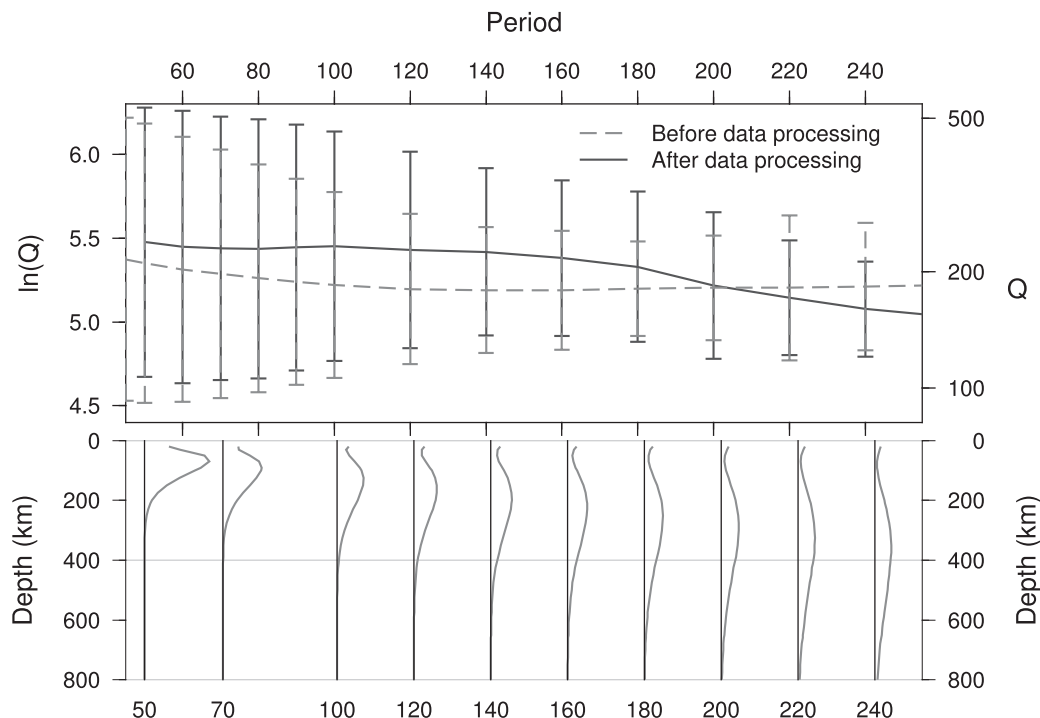 Period
60 80 100 120 140 160 180 200 220 240
ln(Q)
6.0
5.5
5.0
4.5
500
200
100
Q
Before data processing
After data processing
Depth (km)
0
200
400
600
800
0
200
400
600
800
Depth (km)
50 70 100 120 140 160 180 200 220 240